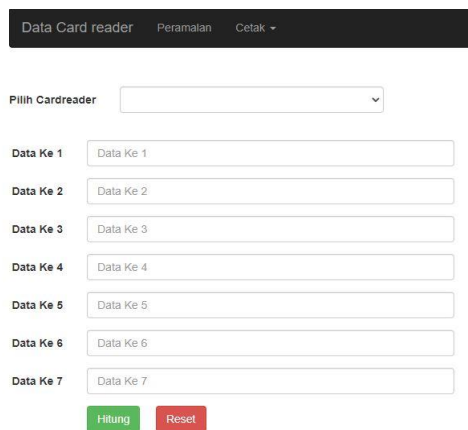 Data Card reader Peramalan Cetak
Pilih Cardreader
Data Ke 1 Data Ke 1
Data Ke 2 Data Ke 2
Data Ke 3 Data Ke 3
Data Ke 4 Data Ke 4
Data Ke 5 Data Ke 5
Data Ke 6 Data Ke 6
Data Ke 7 Data Ke 7
Hitung Reset